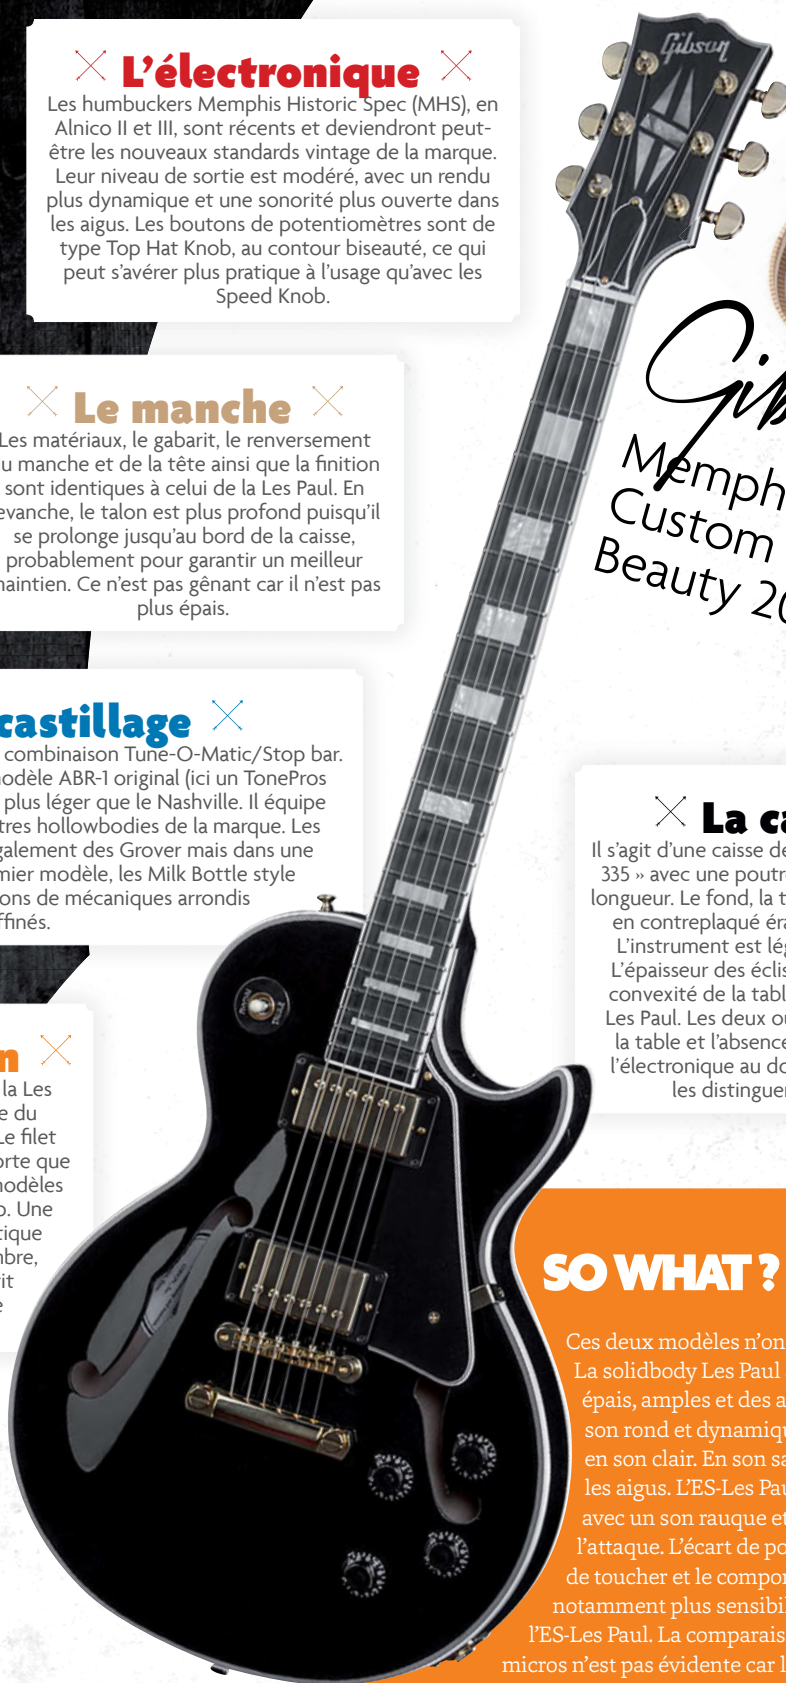 L'électronique
Les humbuckers Memphis Historic Spec (MHS), en
Alnico II et III, sont récents et deviendront peut-
être les nouveaux standards vintage de la marque.
Leur niveau de sortie est modéré, avec un rendu
plus dynamique et une sonorité plus ouverte dans
les aigus. Les boutons de potentiomètres sont de
type Top Hat Knob, au contour biseauté, ce qui
peut s'avérer plus pratique à l'usage qu'avec les
Speed Knob.
Gibson
Le manche
Les matériaux, le gabarit, le renversement
u manche et de la tête ainsi que la finition
sont identiques à celui de la Les Paul. En
evanche, le talon est plus profond puisqu'il
se prolonge jusqu'au bord de la caisse,
probablement pour garantir un meilleur
aintien. Ce n'est pas gênant car il n'est pas
plus épais.
Gib
Memph
Custom
Beauty 20
castillage
combinaison Tune-O-Matic/Stop bar.
odèle ABR-1 original (ici un TonePros
plus léger que le Nashville. Il équipe
tres hollowbodies de la marque. Les
galement des Grover mais dans une
mier modèle, les Milk Bottle style
ons de mécaniques arrondis
ffinés.
La ca
Il s'agit d'une caisse de
335 » avec une poutr
longueur. Le fond, la t
en contreplaqué éra
L'instrument est lég
L'épaisseur des éclis
convexité de la tabl
Les Paul. Les deux ou
la table et l'absence
l'électronique au do
les distingue
n
la Les
e du
Le filet
orte que
modèles
o. Une
tique
mbre,
it
e
SO WHAT ?
Ces deux modèles n'on
La solidbody Les Paul
épais, amples et des a
son rond et dynamiqu
en son clair. En son sa
les aigus. L'ES-Les Pau
avec un son rauque et
l'attaque. L'écart de po
de toucher et le compor
notamment plus sensibil
l'ES-Les Paul. La comparais
micros n'est pas évidente car l